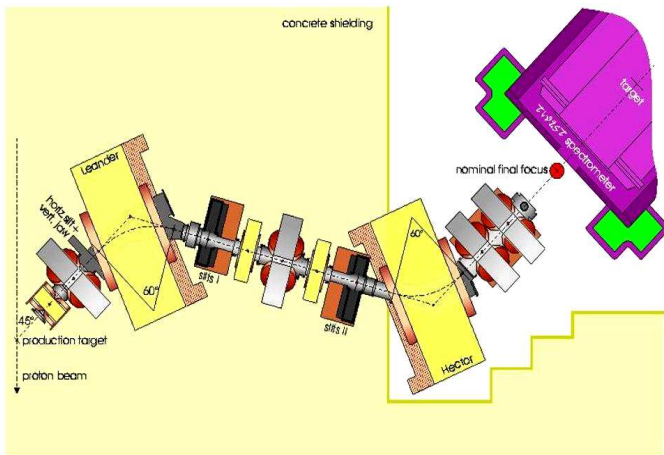 concrete shielding
target
spectrometer
nominal final focus
Leander
horiz. slit +
vert. jaw
60°
slits I
60°
slits II
45°
production target
proton beam
Hector